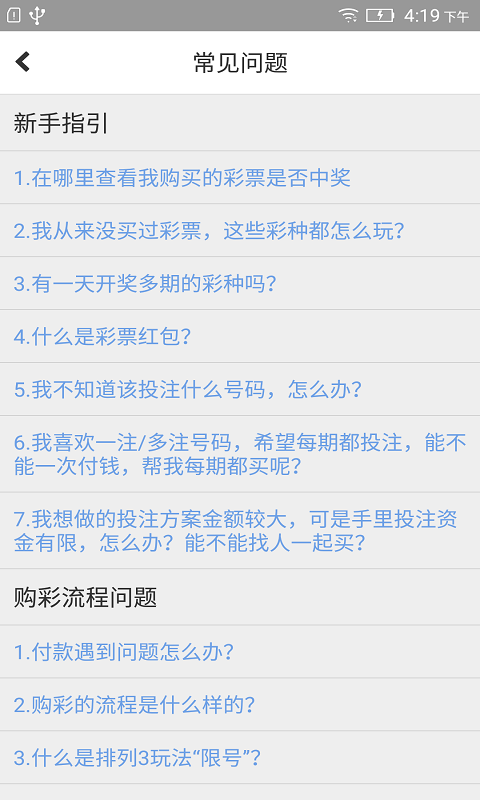 4:19 下午
常见问题
新手指引
1.在哪里查看我购买的彩票是否中奖
2.我从来没买过彩票，这些彩种都怎么玩？
3.有一天开奖多期的彩种吗？
4.什么是彩票红包？
5.我不知道该投注什么号码，怎么办？
6.我喜欢一注/多注号码，希望每期都投注，能不
能一次付钱，帮我每期都买呢？
7.我想做的投注方案金额较大，可是手里投注资
金有限，怎么办？能不能找人一起买？
购彩流程问题
1.付款遇到问题怎么办？
2.购彩的流程是什么样的？
3.什么是排列3玩法“限号”？